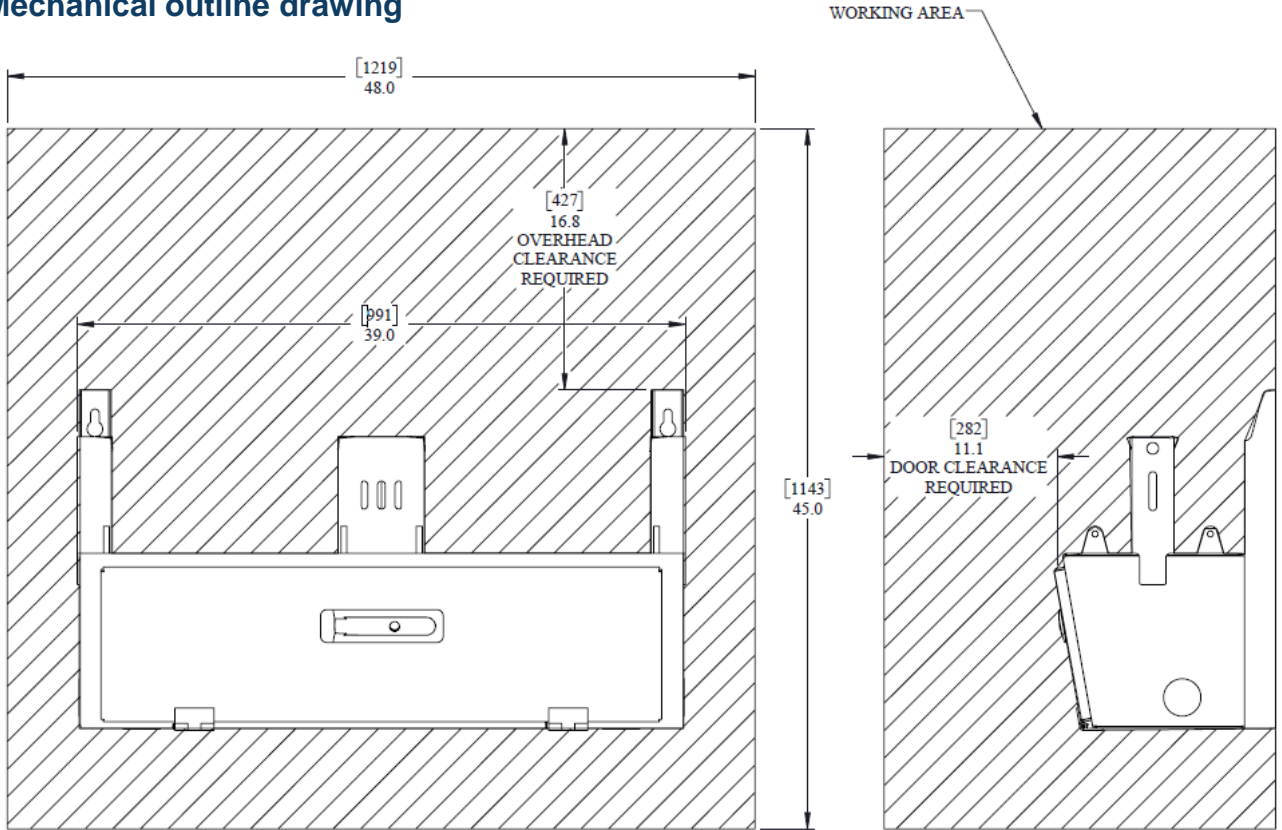 Mechanical outline drawing
WORKING AREA
[1219]
48.0
[427]
16.8
OVERHEAD
CLEARANCE
REQUIRED
[991]
39.0
[282]
11.1
DOOR CLEARANCE
REQUIRED
[1143]
45.0